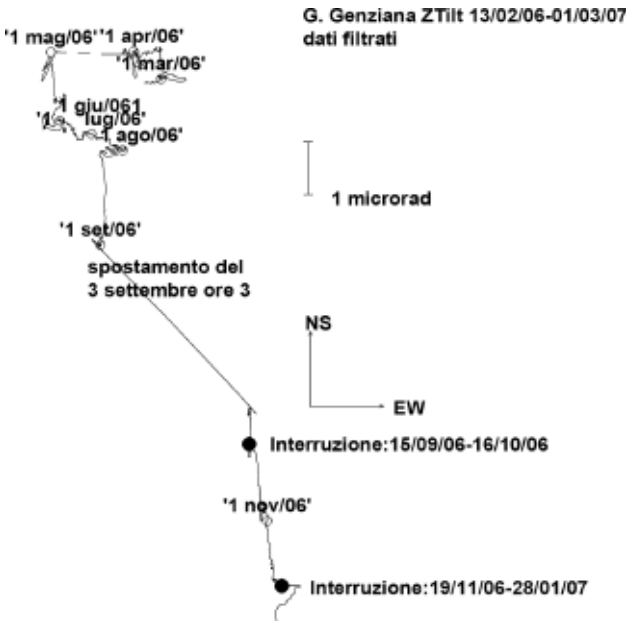 G. Genziana ZTilt 13/02/06-01/03/07
dati filtrati
'1 mag/06' '1 apr/06'
'1 mar/06'
'1 giu/061
'1 lug/06'
1 ago/06'
1 microrad
'1 set/06'
spostamento del
3 settembre ore 3
NS
EW
Interruzione:15/09/06-16/10/06
'1 nov/06'
Interruzione:19/11/06-28/01/07